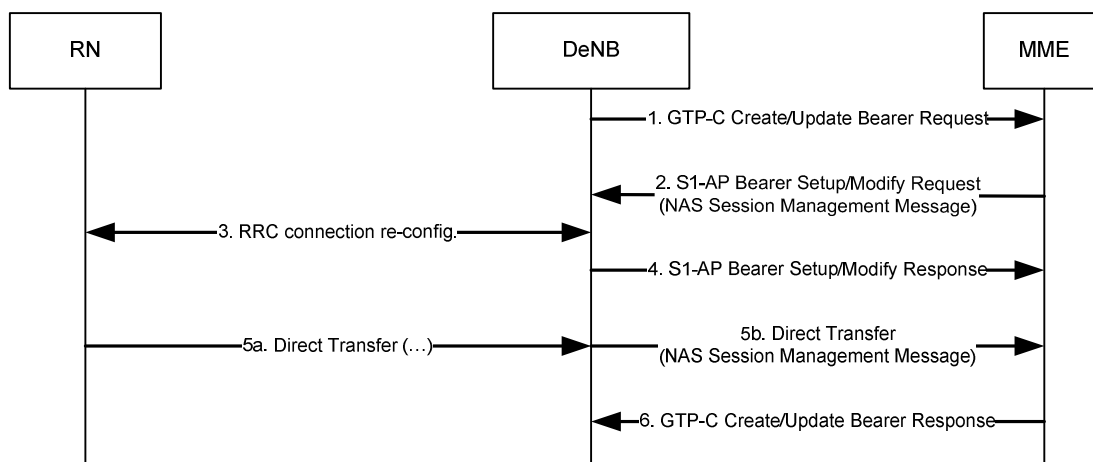 RN
DeNB
MME
1. GTP-C Create/Update Bearer Request
2. S1-AP Bearer Setup/Modify Request
(NAS Session Management Message)
3. RRC connection re-config.
4. S1-AP Bearer Setup/Modify Response
5a. Direct Transfer (…)
5b. Direct Transfer
(NAS Session Management Message)
6. GTP-C Create/Update Bearer Response